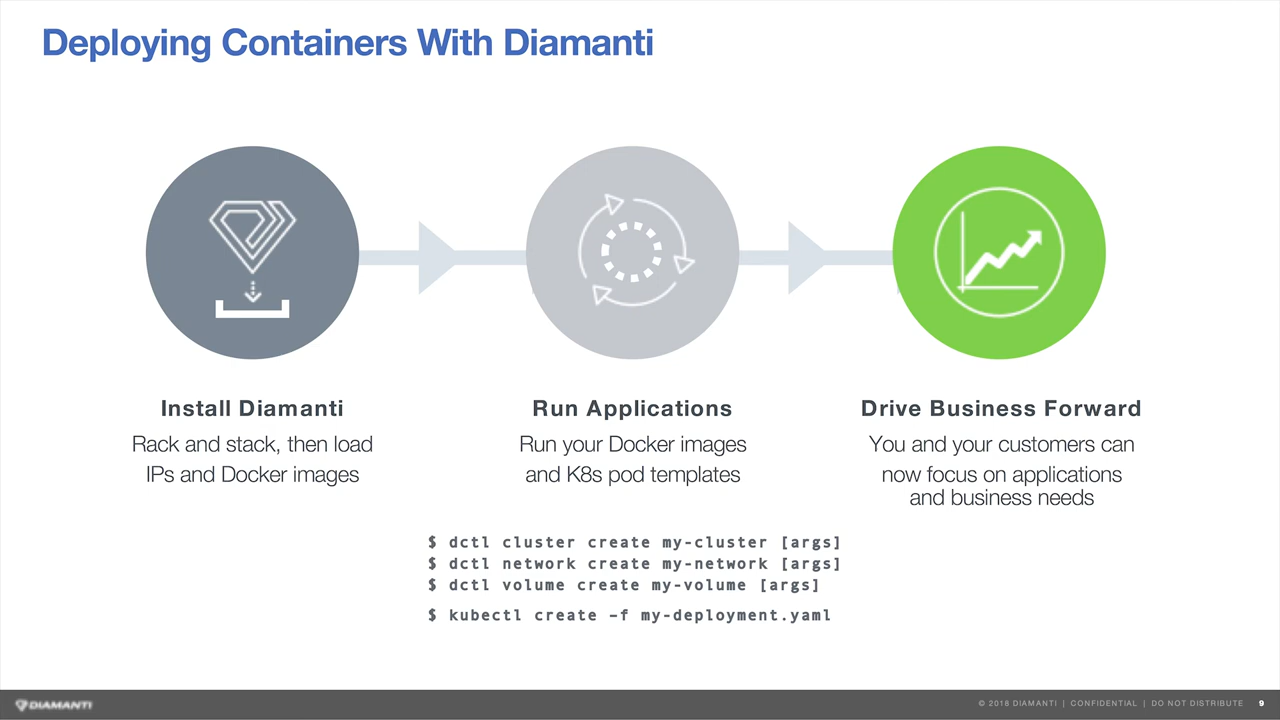 Deploying Containers With Diamanti
Install Diamanti
Rack and stack, then load
IPs and Docker images
Run Applications
Run your Docker images
and K8s pod templates
Drive Business Forward
You and your customers can
now focus on applications
and business needs
$ dctl cluster create my-cluster [args]
$ dctl network create my-network [args]
$ dctl volume create my-volume [args]
$ kubectl create –f my-deployment.yaml
DIAMANTI
© 2018 DIAMANTI | CONFIDENTIAL | DO NOT DISTRIBUTE 9